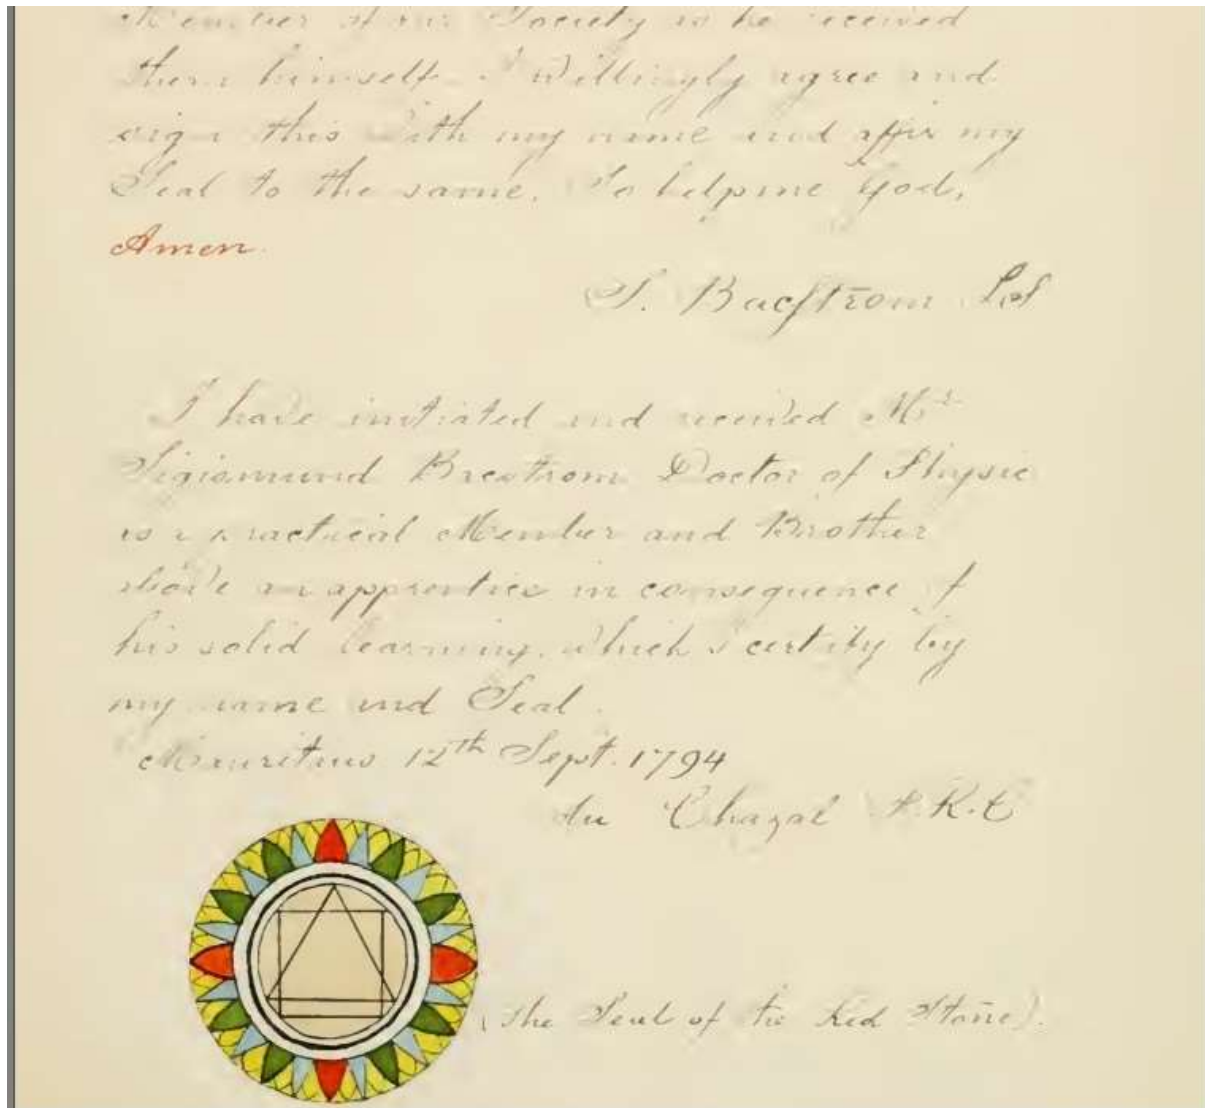 Member of our Society to be received
there himself. I Willingly agree and
sign this With my name and affix my
Seal to the same. So help me God,
Amen.
S. Bacstrom LS
I have initiated and received Mr
Sigismund Bacstrom Doctor of Physic
as a practical Member and Brother
above an apprentice in consequence of
his solid learning, which I certify by
my name and Seal.
Mauritius 12th Sept. 1794
du Chazal F.R.C
(The Seal of the Red Stone).